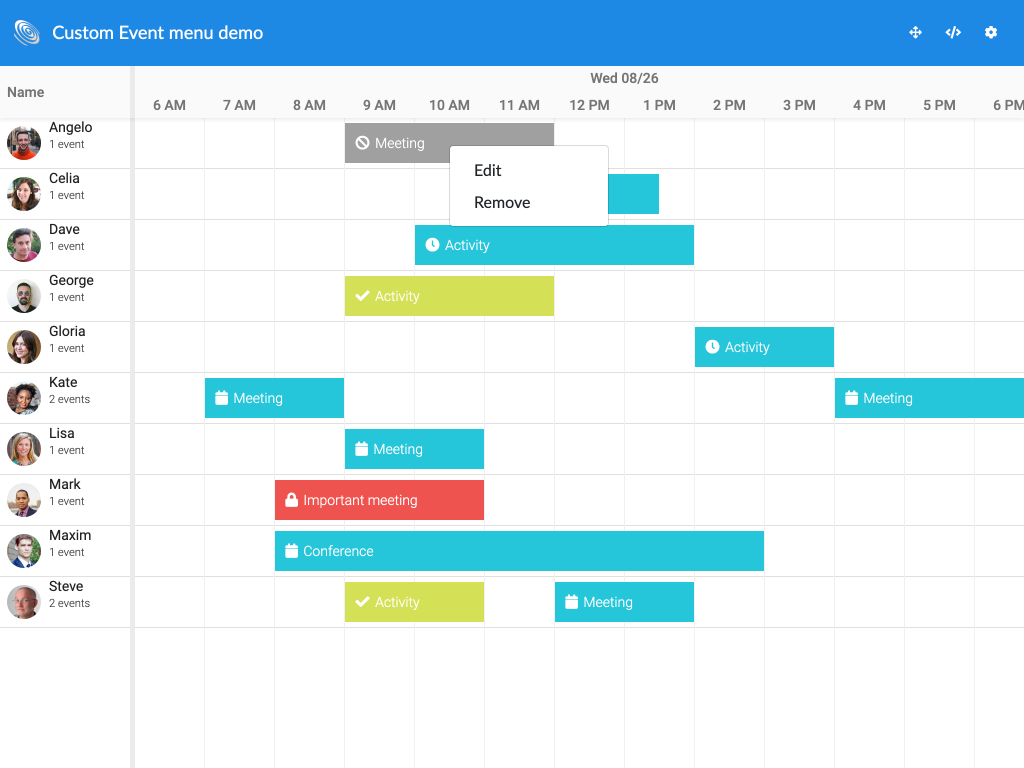 Custom Event menu demo
Name
Wed 08/26
6 AM 7 AM 8 AM 9 AM 10 AM 11 AM 12 PM 1 PM 2 PM 3 PM 4 PM 5 PM 6 PM
Angelo
1 event
Meeting
Edit
Remove
Celia
1 event
Dave
1 event
Activity
George
1 event
Activity
Gloria
1 event
Activity
Kate
2 events
Meeting
Meeting
Lisa
1 event
Meeting
Mark
1 event
Important meeting
Maxim
1 event
Conference
Steve
2 events
Activity
Meeting